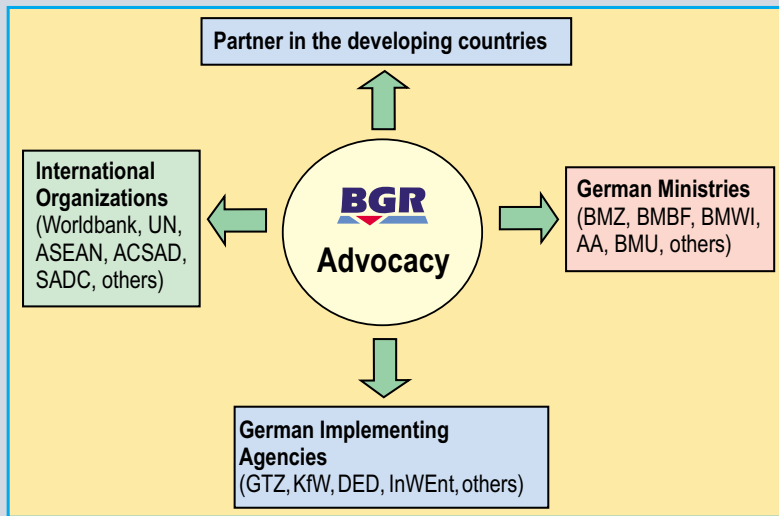 Partner in the developing countries
International
Organizations
(Worldbank, UN,
ASEAN, ACSAD,
SADC, others)
BGR
Advocacy
German Ministries
(BMZ, BMBF, BMWI,
AA, BMU, others)
German Implementing
Agencies
(GTZ, KfW, DED, InWEnt, others)